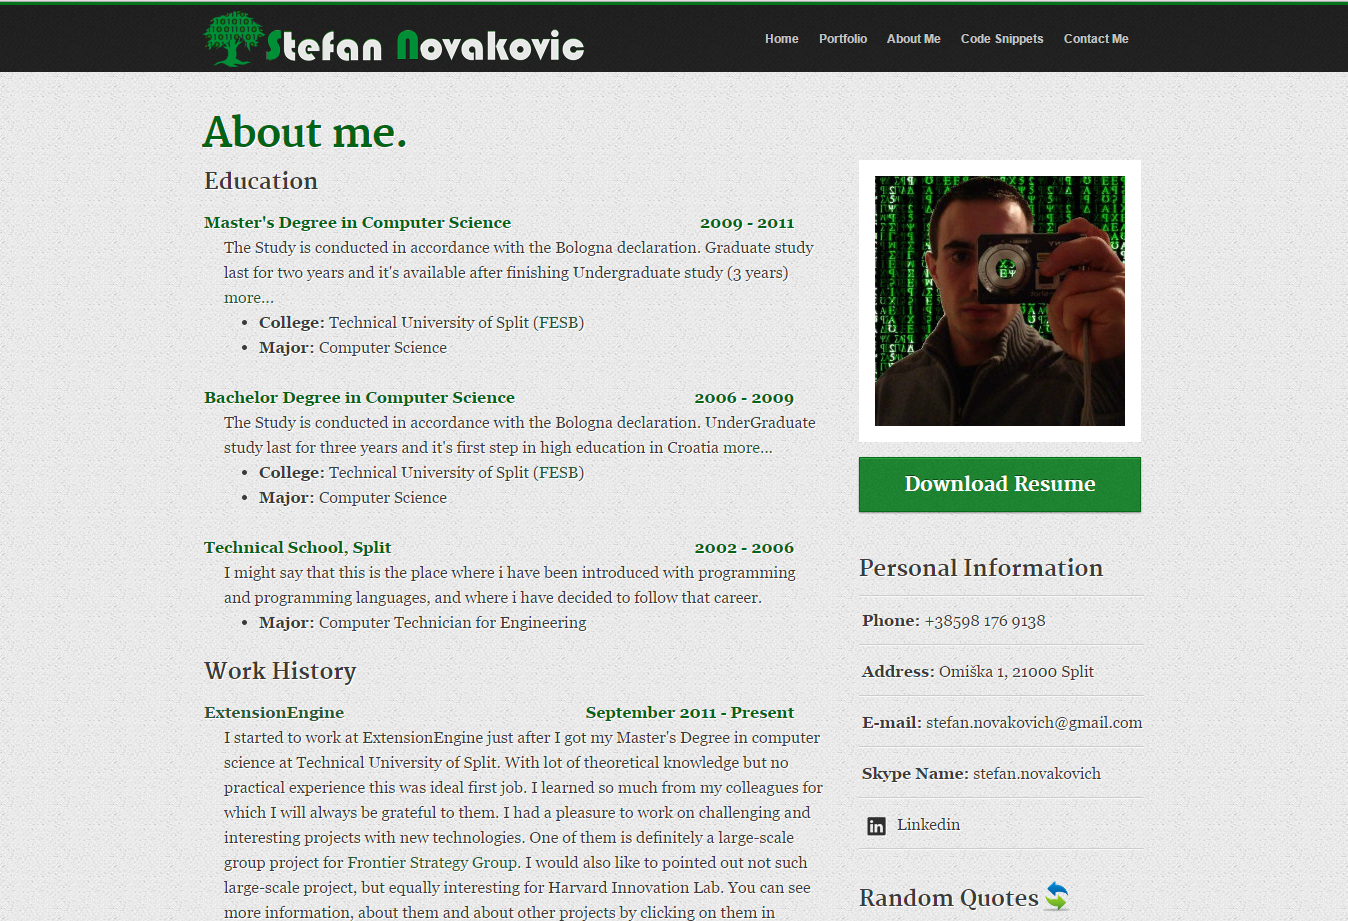 Stefan Novakovic
Home Portfolio About Me Code Snippets Contact Me
About me.
Education
Master's Degree in Computer Science 2009 - 2011
The Study is conducted in accordance with the Bologna declaration. Graduate study
last for two years and it's available after finishing Undergraduate study (3 years)
more...
• College: Technical University of Split (FESB)
• Major: Computer Science
Bachelor Degree in Computer Science 2006 - 2009
The Study is conducted in accordance with the Bologna declaration. UnderGraduate
study last for three years and it's first step in high education in Croatia more...
• College: Technical University of Split (FESB)
• Major: Computer Science
Technical School, Split 2002 - 2006
I might say that this is the place where i have been introduced with programming
and programming languages, and where i have decided to follow that career.
• Major: Computer Technician for Engineering
Work History
ExtensionEngine September 2011 - Present
I started to work at ExtensionEngine just after I got my Master's Degree in computer
science at Technical University of Split. With lot of theoretical knowledge but no
practical experience this was ideal first job. I learned so much from my colleagues for
which I will always be grateful to them. I had a pleasure to work on challenging and
interesting projects with new technologies. One of them is definitely a large-scale
group project for Frontier Strategy Group. I would also like to pointed out not such
large-scale project, but equally interesting for Harvard Innovation Lab. You can see
more information, about them and about other projects by clicking on them in
Download Resume
Personal Information
Phone: +38598 176 9138
Address: Omiška 1, 21000 Split
E-mail: stefan.novakovich@gmail.com
Skype Name: stefan.novakovich
in Linkedin
Random Quotes